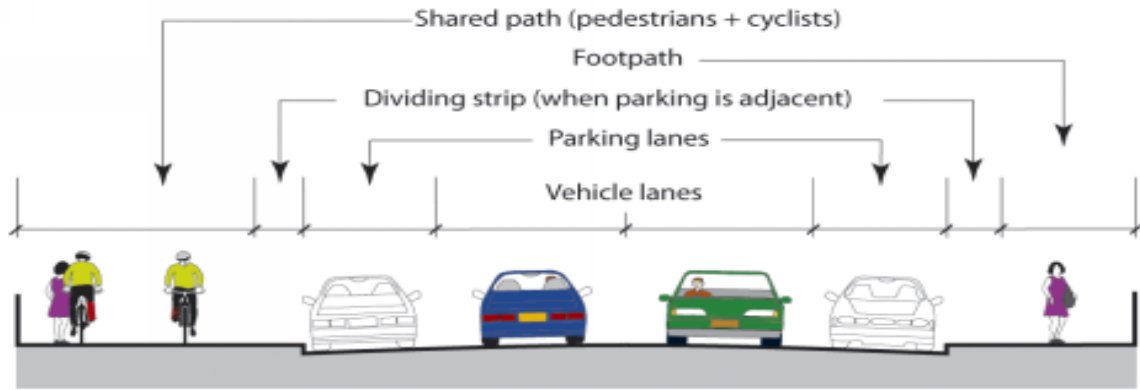 Shared path (pedestrians + cyclists)
Footpath
Dividing strip (when parking is adjacent)
Parking lanes
Vehicle lanes